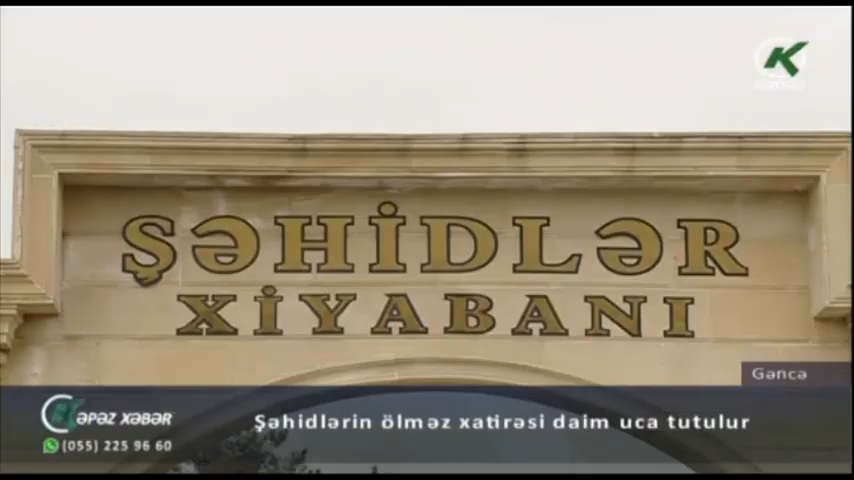 K
ŞƏHİDLƏR
XİYABANI
Gəncə
KƏPƏZ XƏBƏR
Şəhidlərin ölməz xatirəsi daim uca tutulur
(055) 225 96 60